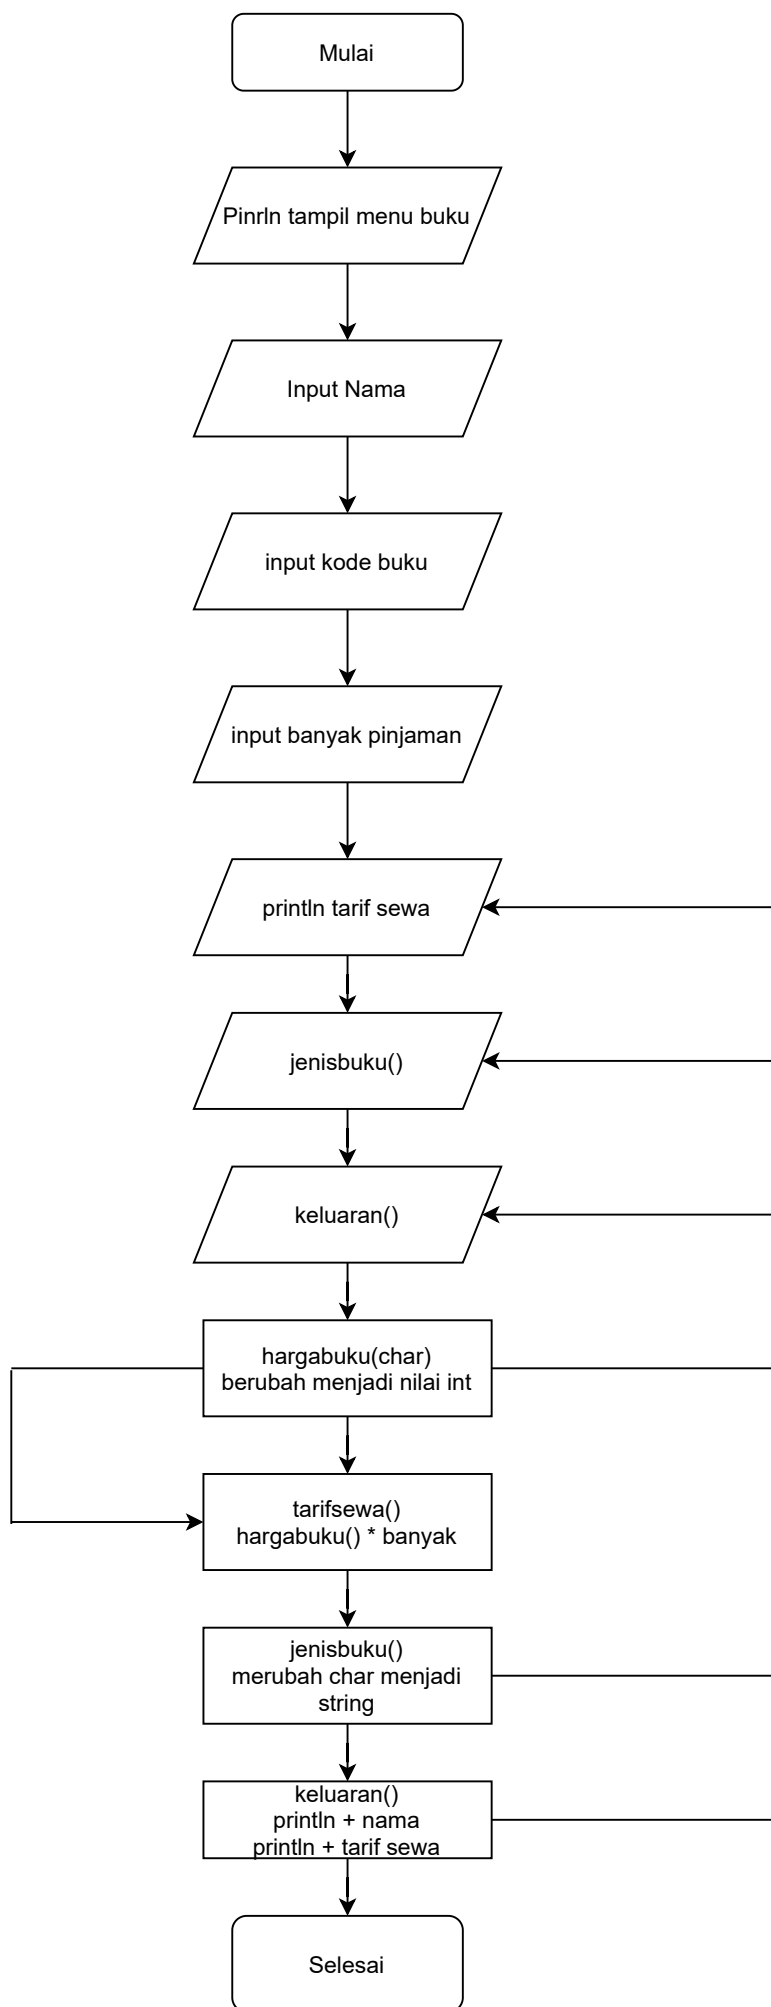 Mulai
Pinrln tampil menu buku
Input Nama
input kode buku
input banyak pinjaman
println tarif sewa
jenisbuku()
keluaran()
hargabuku(char)
berubah menjadi nilai int
tarifsewa()
hargabuku() * banyak
jenisbuku()
merubah char menjadi
string
keluaran()
println + nama
println + tarif sewa
Selesai